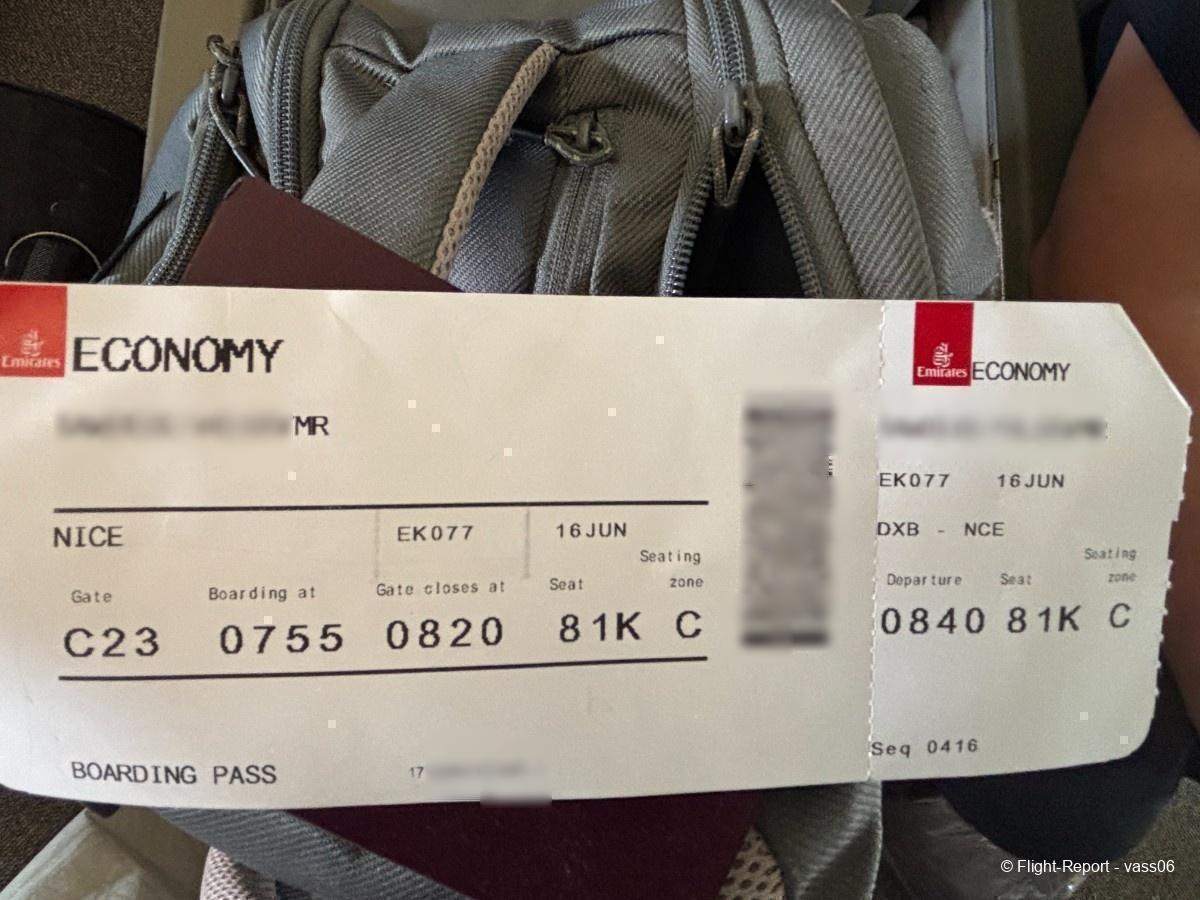 Emirates ECONOMY
MR
NICE EK077 16JUN
Seating
Gate Boarding at Gate closes at Seat zone
C23 0755 0820 81K C
BOARDING PASS 17
Emirates ECONOMY
EK077 16JUN
DXB - NCE
Seating
Departure Seat zone
0840 81K C
Seq 0416
© Flight-Report - vass06